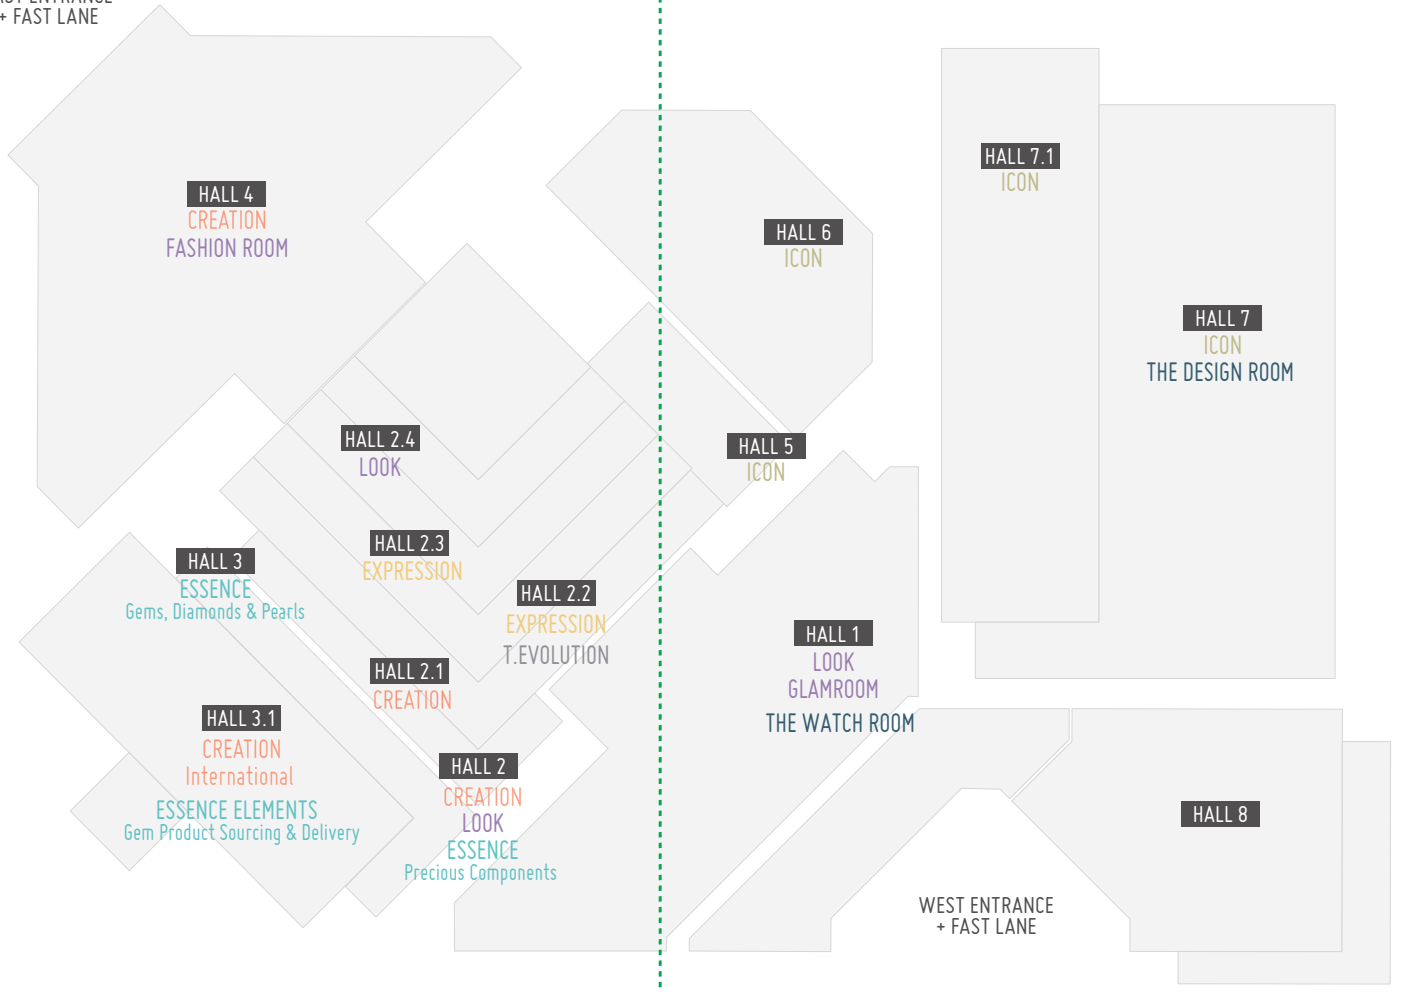 + FAST LANE
HALL 4
CREATION
FASHION ROOM
HALL 6
ICON
HALL 7.1
ICON
HALL 7
ICON
THE DESIGN ROOM
HALL 2.4
LOOK
HALL 5
ICON
HALL 2.3
EXPRESSION
HALL 3
ESSENCE
Gems, Diamonds & Pearls
HALL 2.2
EXPRESSION
T.EVOLUTION
HALL 1
LOOK
GLAMROOM
THE WATCH ROOM
HALL 2.1
CREATION
HALL 3.1
CREATION
International
ESSENCE ELEMENTS
Gem Product Sourcing & Delivery
HALL 2
CREATION
LOOK
ESSENCE
Precious Components
HALL 8
WEST ENTRANCE
+ FAST LANE